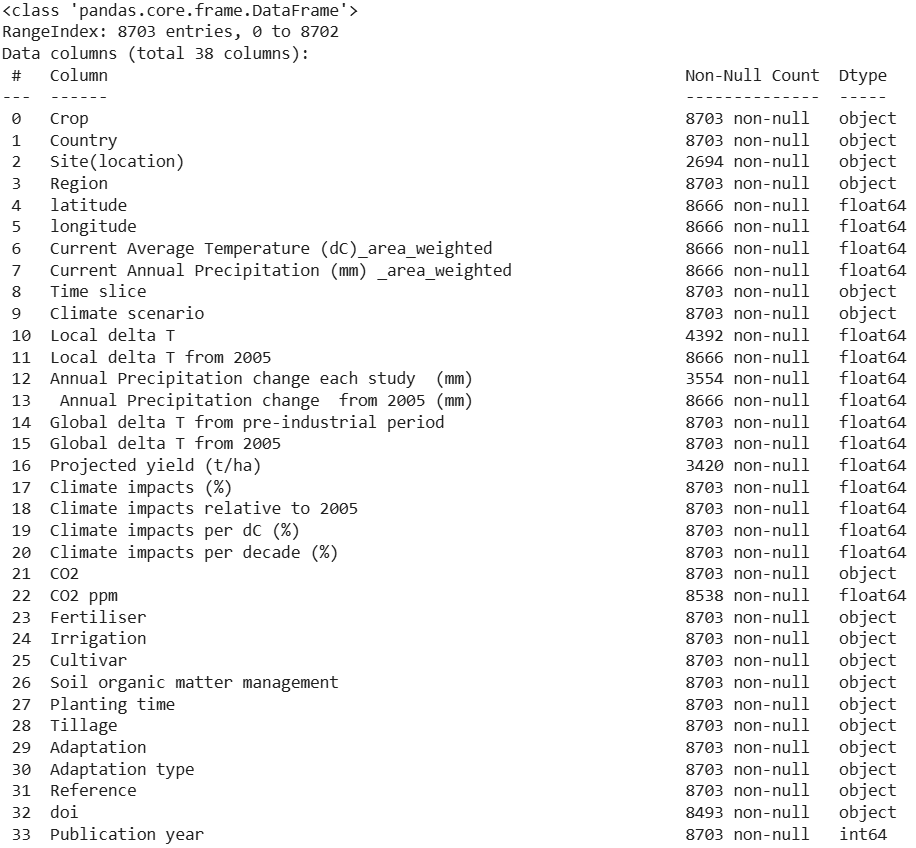 <class 'pandas.core.frame.DataFrame'>
RangeIndex: 8703 entries, 0 to 8702
Data columns (total 38 columns):
 #   Column                                                            Non-Null Count  Dtype
---  ------                                                            --------------  -----
 0   Crop                                                              8703 non-null   object
 1   Country                                                           8703 non-null   object
 2   Site(location)                                                    2694 non-null   object
 3   Region                                                            8703 non-null   object
 4   latitude                                                          8666 non-null   float64
 5   longitude                                                         8666 non-null   float64
 6   Current Average Temperature (dC)_area_weighted                    8666 non-null   float64
 7   Current Annual Precipitation (mm) _area_weighted                  8666 non-null   float64
 8   Time slice                                                        8703 non-null   object
 9   Climate scenario                                                  8703 non-null   object
 10  Local delta T                                                     4392 non-null   float64
 11  Local delta T from 2005                                           8666 non-null   float64
 12  Annual Precipitation change each study  (mm)                      3554 non-null   float64
 13   Annual Precipitation change  from 2005 (mm)                      8666 non-null   float64
 14  Global delta T from pre-industrial period                         8703 non-null   float64
 15  Global delta T from 2005                                          8703 non-null   float64
 16  Projected yield (t/ha)                                            3420 non-null   float64
 17  Climate impacts (%)                                               8703 non-null   float64
 18  Climate impacts relative to 2005                                  8703 non-null   float64
 19  Climate impacts per dC (%)                                        8703 non-null   float64
 20  Climate impacts per decade (%)                                    8703 non-null   float64
 21  CO2                                                               8703 non-null   object
 22  CO2 ppm                                                           8538 non-null   float64
 23  Fertiliser                                                        8703 non-null   object
 24  Irrigation                                                        8703 non-null   object
 25  Cultivar                                                          8703 non-null   object
 26  Soil organic matter management                                    8703 non-null   object
 27  Planting time                                                     8703 non-null   object
 28  Tillage                                                           8703 non-null   object
 29  Adaptation                                                        8703 non-null   object
 30  Adaptation type                                                   8703 non-null   object
 31  Reference                                                         8703 non-null   object
 32  doi                                                               8493 non-null   object
 33  Publication year                                                  8703 non-null   int64